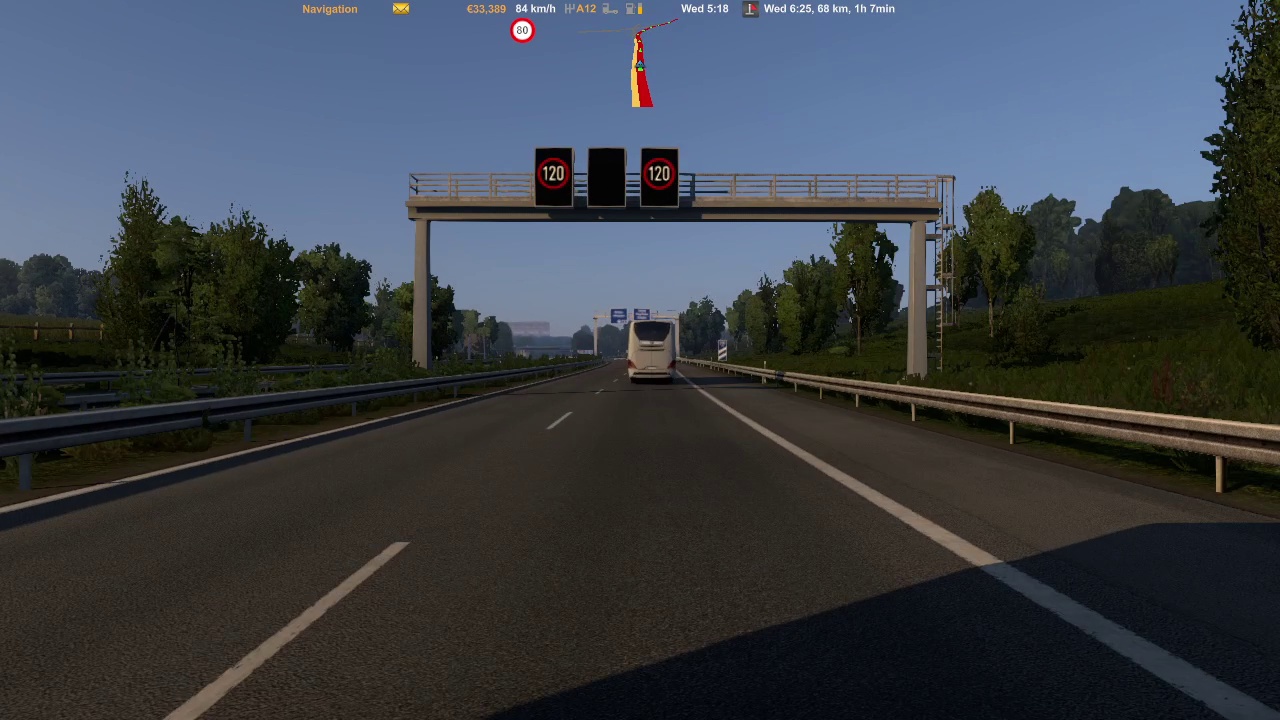 Navigation
€33,389 84 km/h A12
Wed 5:18
Wed 6:25, 68 km, 1h 7min
80
120 120